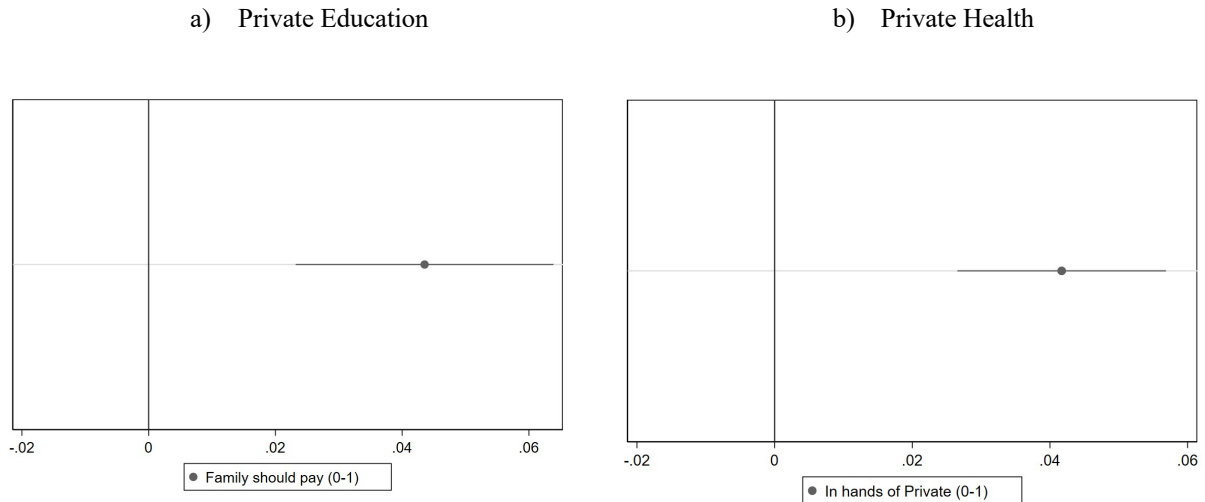 a) Private Education
b) Private Health
-.02 0 .02 .04 .06
Family should pay (0-1)
-.02 0 .02 .04 .06
In hands of Private (0-1)